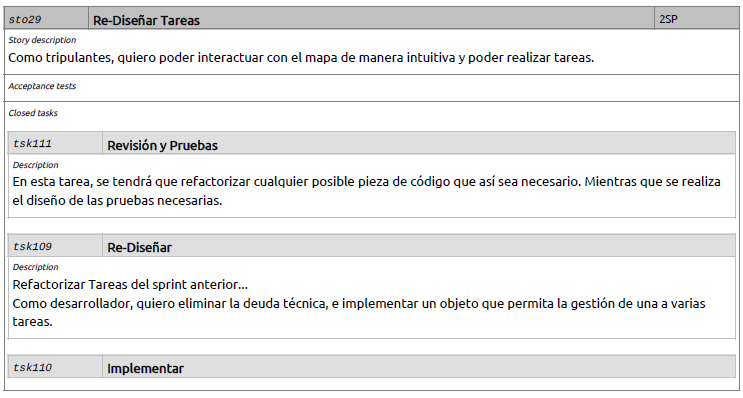 sto29 Re-Diseñar Tareas 2SP
Story description
Como tripulantes, quiero poder interactuar con el mapa de manera intuitiva y poder realizar tareas.
Acceptance tests
Closed tasks
tsk111 Revisión y Pruebas
Description
En esta tarea, se tendrá que refactorizar cualquier posible pieza de código que así sea necesario. Mientras que se realiza
el diseño de las pruebas necesarias.
tsk109 Re-Diseñar
Description
Refactorizar Tareas del sprint anterior...
Como desarrollador, quiero eliminar la deuda técnica, e implementar un objeto que permita la gestión de una a varias
tareas.
tsk110 Implementar